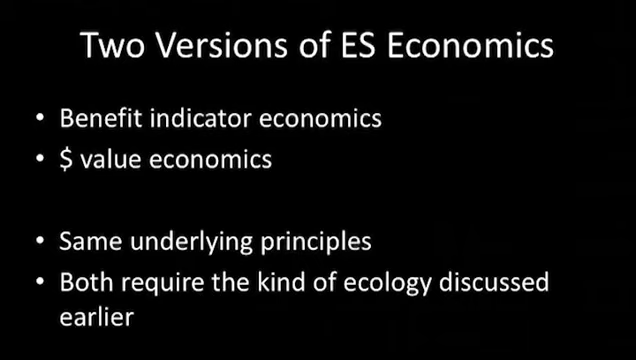 Two Versions of ES Economics
• Benefit indicator economics
• $ value economics
• Same underlying principles
• Both require the kind of ecology discussed
earlier